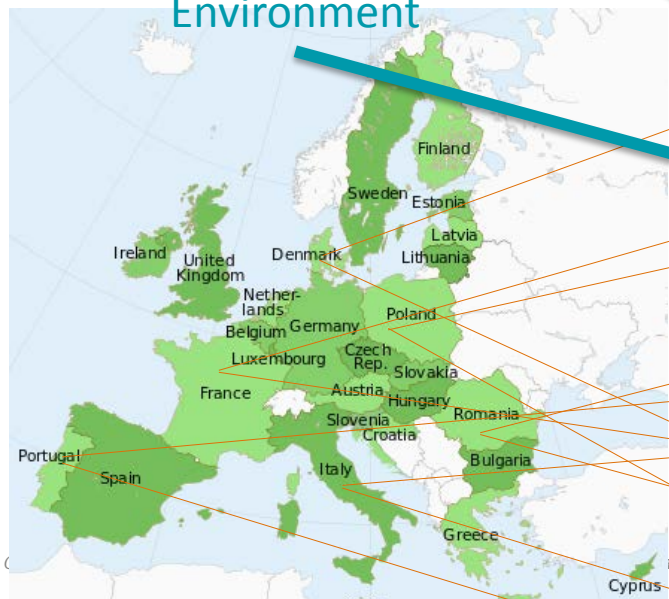 Environment
Finland
Sweden
Estonia
Latvia
Lithuania
Denmark
Ireland
United
Kingdom
Nether-
lands
Belgium
Germany
Poland
Luxembourg
Czech
Rep.
Slovakia
France
Austria
Hungary
Slovenia
Romania
Croatia
Portugal
Spain
Italy
Bulgaria
Greece
Cyprus